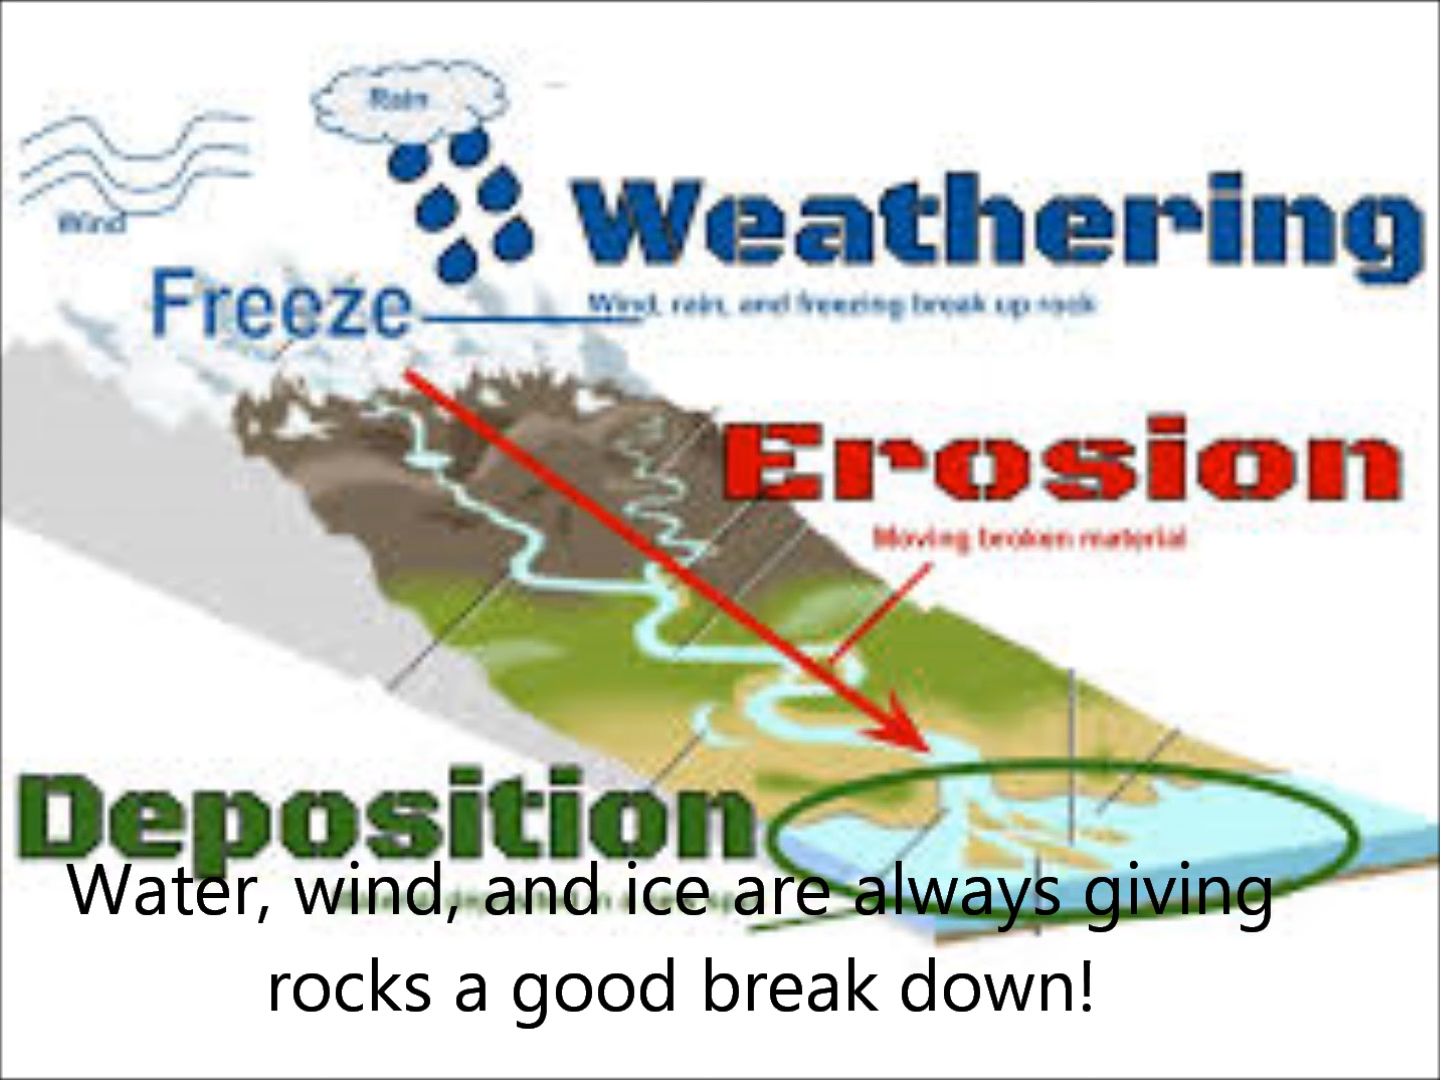 Rain
Wind
Weathering
Freeze
Wind, rain, and freezing break up rock
Erosion
Moving broken material
Deposition
Water, wind, and ice are always giving
rocks a good break down!